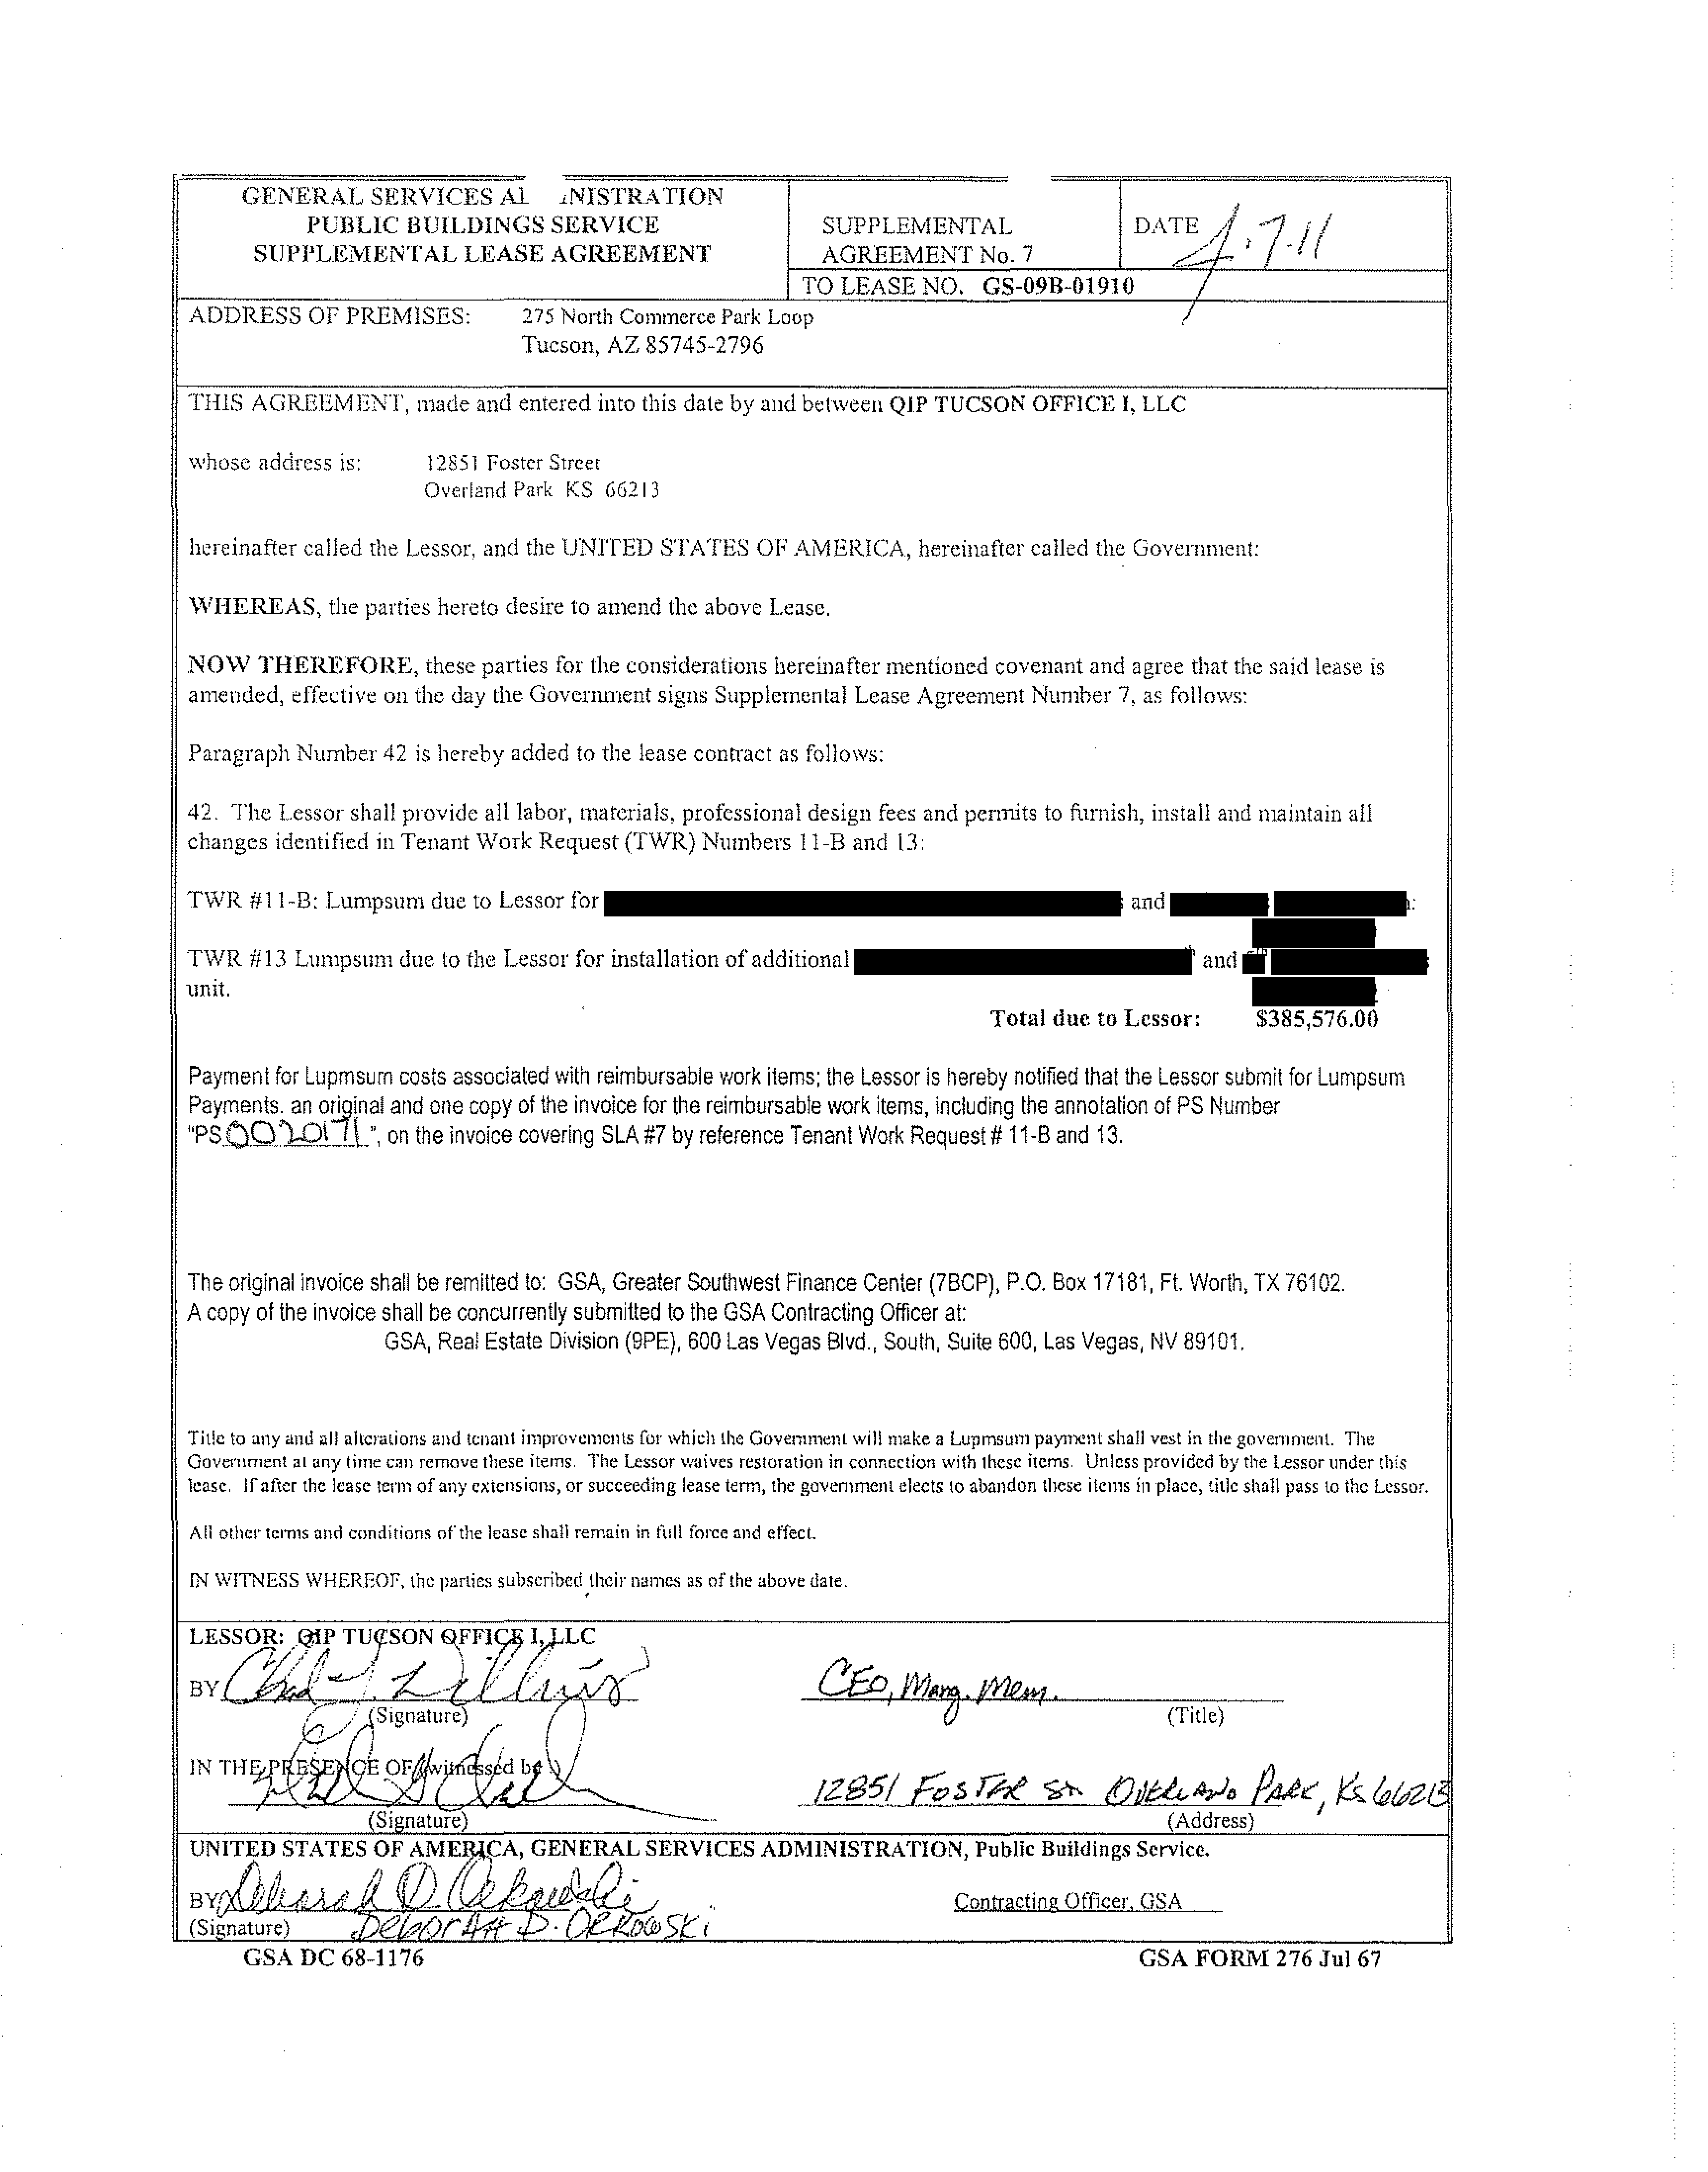 GENERAL SERVICES AL INISTRATION
PUBLIC BUILDINGS SERVICE
SUPPLEMENTAL LEASE AGREEMENT
SUPPLEMENTAL
AGREEMENT No. 7
DATE 4.7.11
TO LEASE NO. GS-09B-01910
ADDRESS OF PREMISES: 275 North Commerce Park Loop
Tucson, AZ 85745-2796
THIS AGREEMENT, made and entered into this date by and between QIP TUCSON OFFICE I, LLC
whose address is: 12851 Foster Street
Overland Park KS 66213
hereinafter called the Lessor, and the UNITED STATES OF AMERICA, hereinafter called the Government:
WHEREAS, the parties hereto desire to amend the above Lease.
NOW THEREFORE, these parties for the considerations hereinafter mentioned covenant and agree that the said lease is
amended, effective on the day the Government signs Supplemental Lease Agreement Number 7, as follows:
Paragraph Number 42 is hereby added to the lease contract as follows:
42. The Lessor shall provide all labor, materials, professional design fees and permits to furnish, install and maintain all
changes identified in Tenant Work Request (TWR) Numbers 11-B and 13:
TWR #11-B: Lumpsum due to Lessor for and :
TWR #13 Lumpsum due to the Lessor for installation of additional and
unit.
Total due to Lessor: $385,576.00
Payment for Lupmsum costs associated with reimbursable work items; the Lessor is hereby notified that the Lessor submit for Lumpsum
Payments. an original and one copy of the invoice for the reimbursable work items, including the annotation of PS Number
"PS0020171", on the invoice covering SLA #7 by reference Tenant Work Request # 11-B and 13.
The original invoice shall be remitted to: GSA, Greater Southwest Finance Center (7BCP), P.O. Box 17181, Ft. Worth, TX 76102.
A copy of the invoice shall be concurrently submitted to the GSA Contracting Officer at:
GSA, Real Estate Division (9PE), 600 Las Vegas Blvd., South, Suite 600, Las Vegas, NV 89101.
Title to any and all alterations and tenant improvements for which the Government will make a Lupmsum payment shall vest in the government. The
Government at any time can remove these items. The Lessor waives restoration in connection with these items. Unless provided by the Lessor under this
lease. If after the lease term of any extensions, or succeeding lease term, the government elects to abandon these items in place, title shall pass to the Lessor.
All other terms and conditions of the lease shall remain in full force and effect.
IN WITNESS WHEREOF, the parties subscribed their names as of the above date.
LESSOR: QIP TUCSON OFFICE I, LLC
BY CEO, Mang. Mem.
(Signature) (Title)
IN THE PRESENCE OF (witnessed by)
12851 FOSTER ST. OVERLAND PARK, KS 66213
(Signature) (Address)
UNITED STATES OF AMERICA, GENERAL SERVICES ADMINISTRATION, Public Buildings Service.
BY Contracting Officer, GSA
(Signature) Deborah D. Orkowski
GSA DC 68-1176 GSA FORM 276 Jul 67